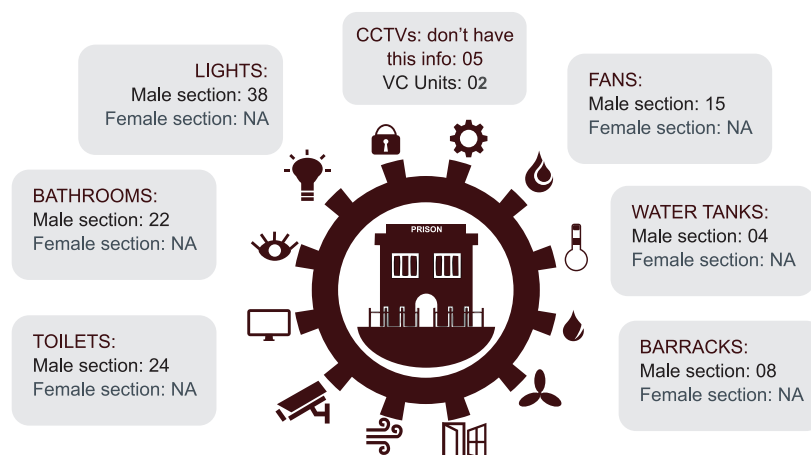 CCTVs: don’t have
this info: 05
VC Units: 02
LIGHTS:
Male section: 38
Female section: NA
FANS:
Male section: 15
Female section: NA
BATHROOMS:
Male section: 22
Female section: NA
WATER TANKS:
Male section: 04
Female section: NA
PRISON
TOILETS:
Male section: 24
Female section: NA
BARRACKS:
Male section: 08
Female section: NA